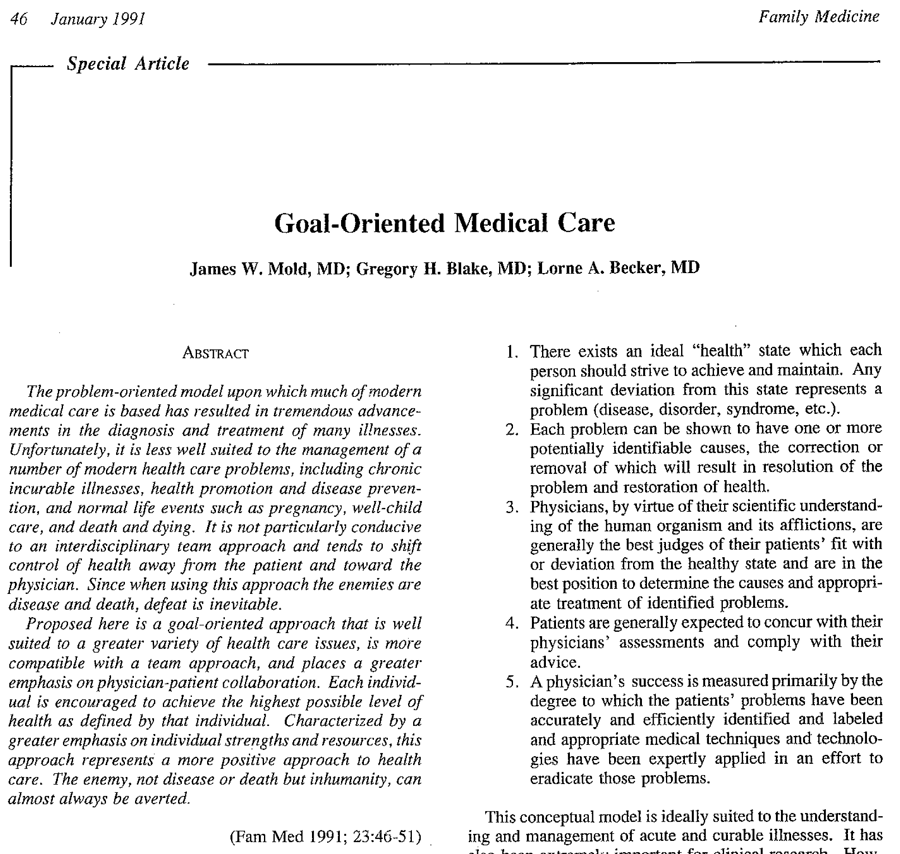 46 January 1991
Family Medicine
Special Article
Goal-Oriented Medical Care
James W. Mold, MD; Gregory H. Blake, MD; Lorne A. Becker, MD
ABSTRACT
The problem-oriented model upon which much of modern
medical care is based has resulted in tremendous advance-
ments in the diagnosis and treatment of many illnesses.
Unfortunately, it is less well suited to the management of a
number of modern health care problems, including chronic
incurable illnesses, health promotion and disease preven-
tion, and normal life events such as pregnancy, well-child
care, and death and dying. It is not particularly conducive
to an interdisciplinary team approach and tends to shift
control of health away from the patient and toward the
physician. Since when using this approach the enemies are
disease and death, defeat is inevitable.
Proposed here is a goal-oriented approach that is well
suited to a greater variety of health care issues, is more
compatible with a team approach, and places a greater
emphasis on physician-patient collaboration. Each individ-
ual is encouraged to achieve the highest possible level of
health as defined by that individual. Characterized by a
greater emphasis on individual strengths and resources, this
approach represents a more positive approach to health
care. The enemy, not disease or death but inhumanity, can
almost always be averted.
(Fam Med 1991; 23:46-51)
1. There exists an ideal “health” state which each
person should strive to achieve and maintain. Any
significant deviation from this state represents a
problem (disease, disorder, syndrome, etc.).
2. Each problem can be shown to have one or more
potentially identifiable causes, the correction or
removal of which will result in resolution of the
problem and restoration of health.
3. Physicians, by virtue of their scientific understand-
ing of the human organism and its afflictions, are
generally the best judges of their patients’ fit with
or deviation from the healthy state and are in the
best position to determine the causes and appropri-
ate treatment of identified problems.
4. Patients are generally expected to concur with their
physicians’ assessments and comply with their
advice.
5. A physician’s success is measured primarily by the
degree to which the patients’ problems have been
accurately and efficiently identified and labeled
and appropriate medical techniques and technolo-
gies have been expertly applied in an effort to
eradicate those problems.
This conceptual model is ideally suited to the understand-
ing and management of acute and curable illnesses. It has
also been extremely important for clinical research. How-